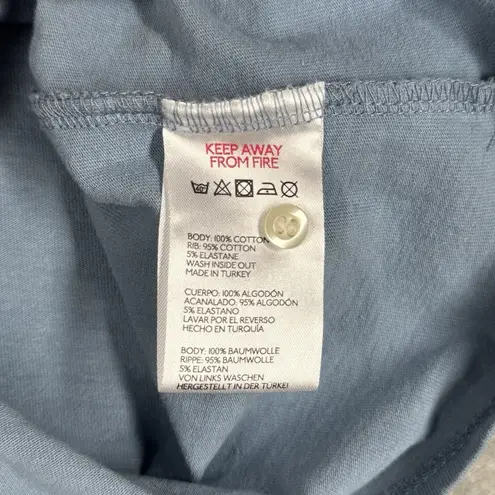 KEEP AWAY
FROM FIRE
BODY: 100% COTTON
RIB: 95% COTTON
5% ELASTANE
WASH INSIDE OUT
MADE IN TURKEY
CUERPO: 100% ALGODÓN
ACANALADO: 95% ALGODÓN
5% ELASTANO
LAVAR POR EL REVERSO
HECHO EN TURQUÍA
BODY: 100% BAUMWOLLE
RIPPE: 95% BAUMWOLLE
5% ELASTAN
VON LINKS WASCHEN
HERGESTELLT IN DER TÜRKEI